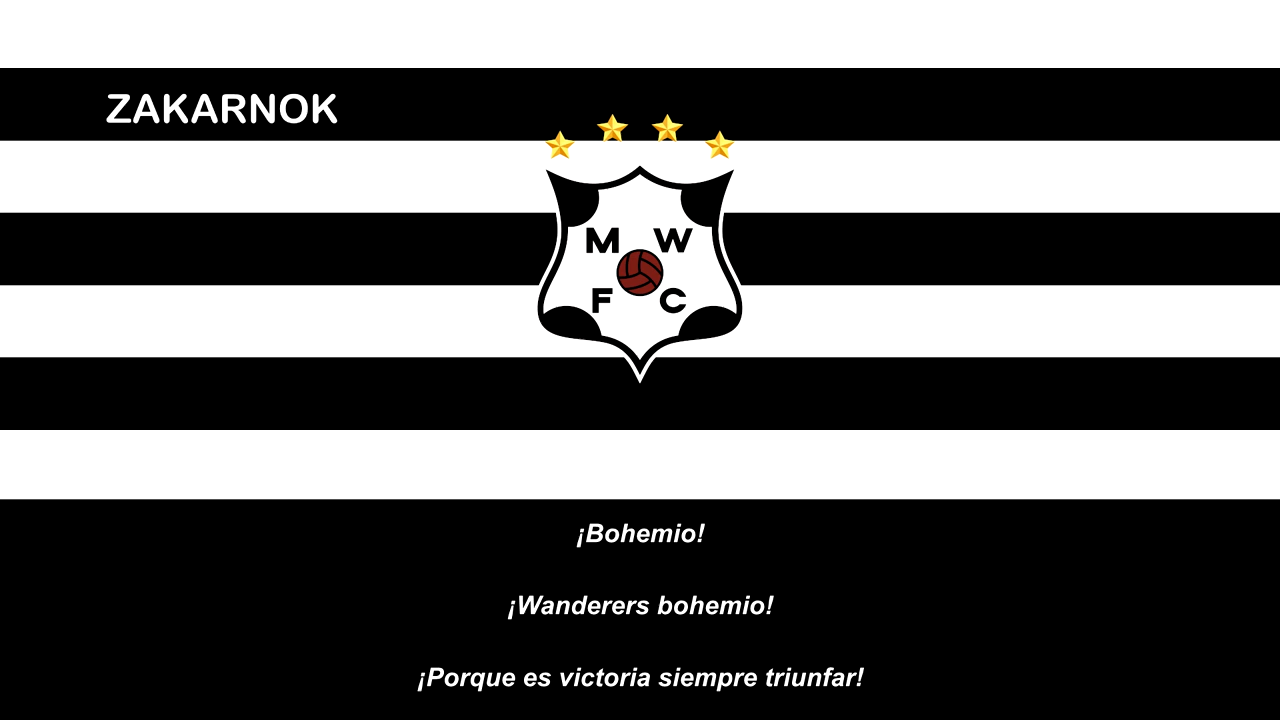 ZAKARNOK
M W
F C
¡Bohemio!
¡Wanderers bohemio!
¡Porque es victoria siempre triunfar!